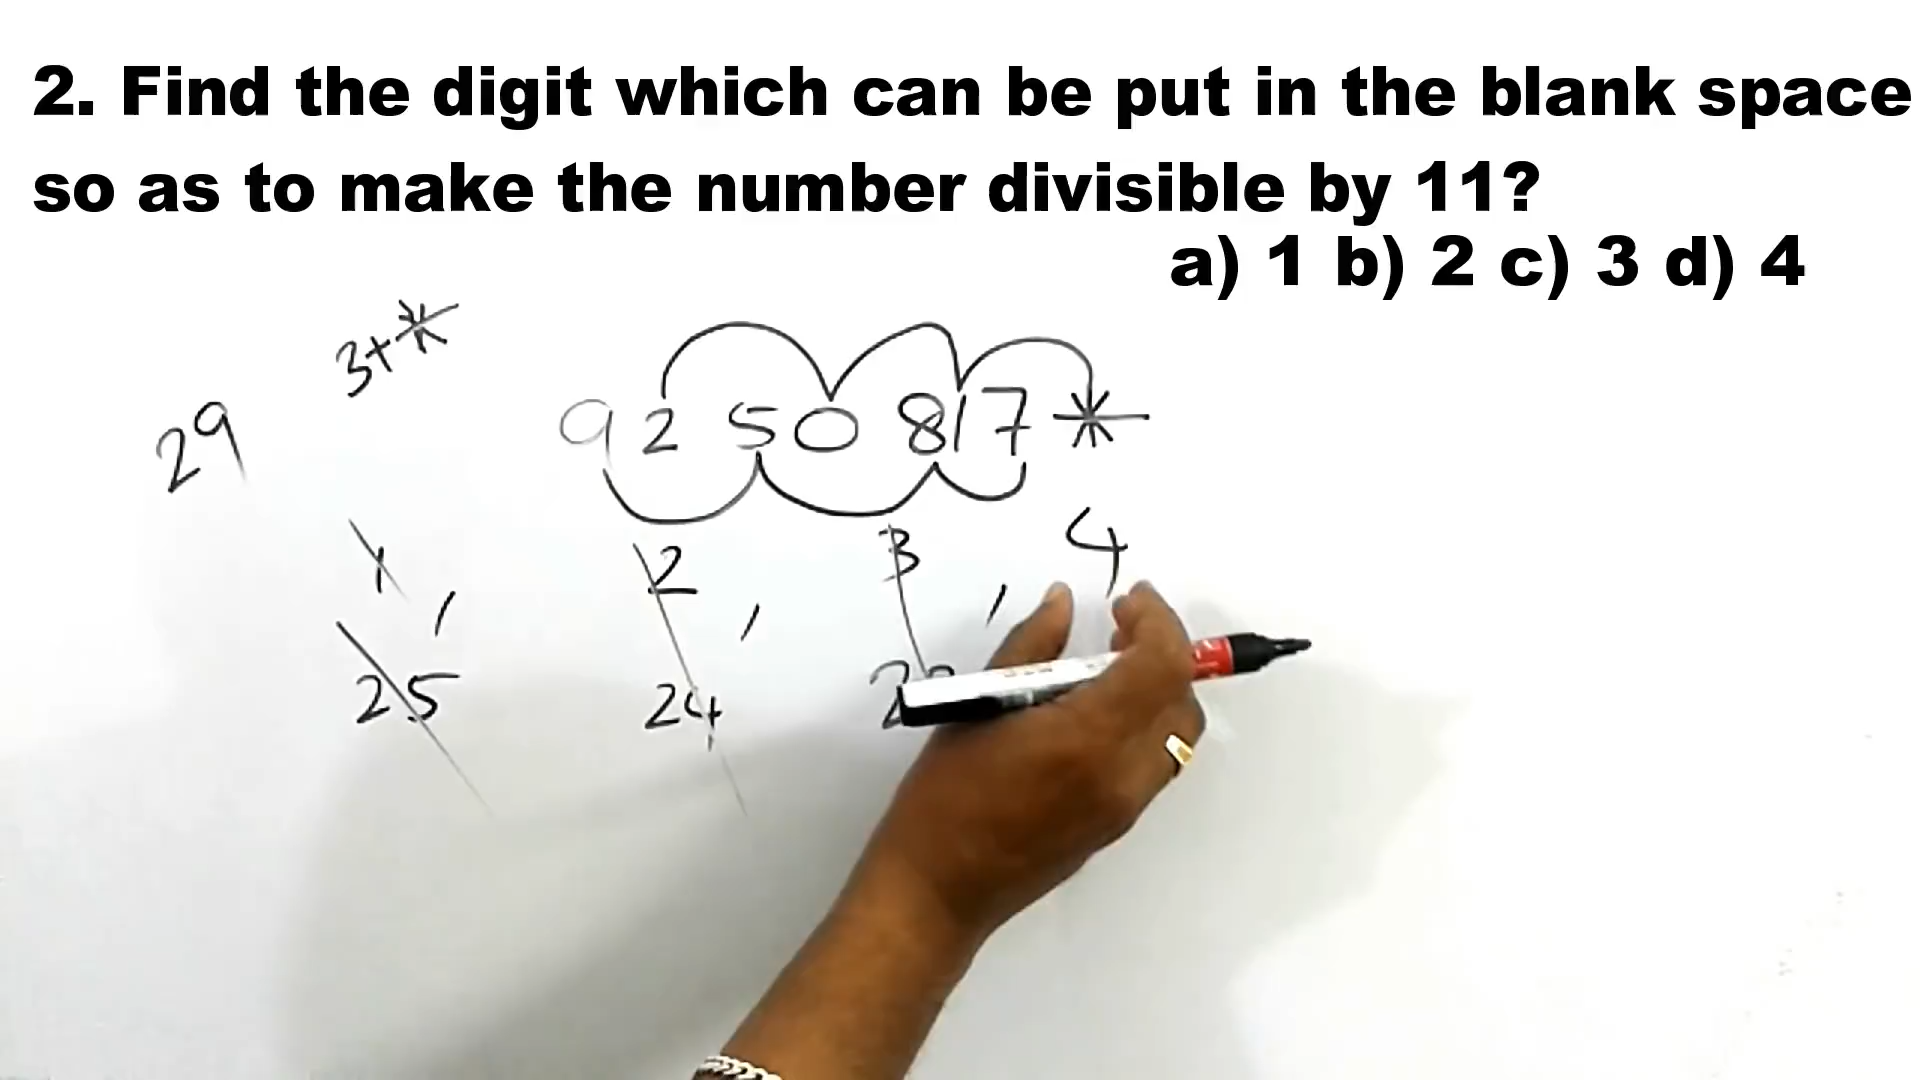 2. Find the digit which can be put in the blank space
so as to make the number divisible by 11?
a) 1 b) 2 c) 3 d) 4
3+*
29
9250817*
1 2 3 4
25 , 24 , ,